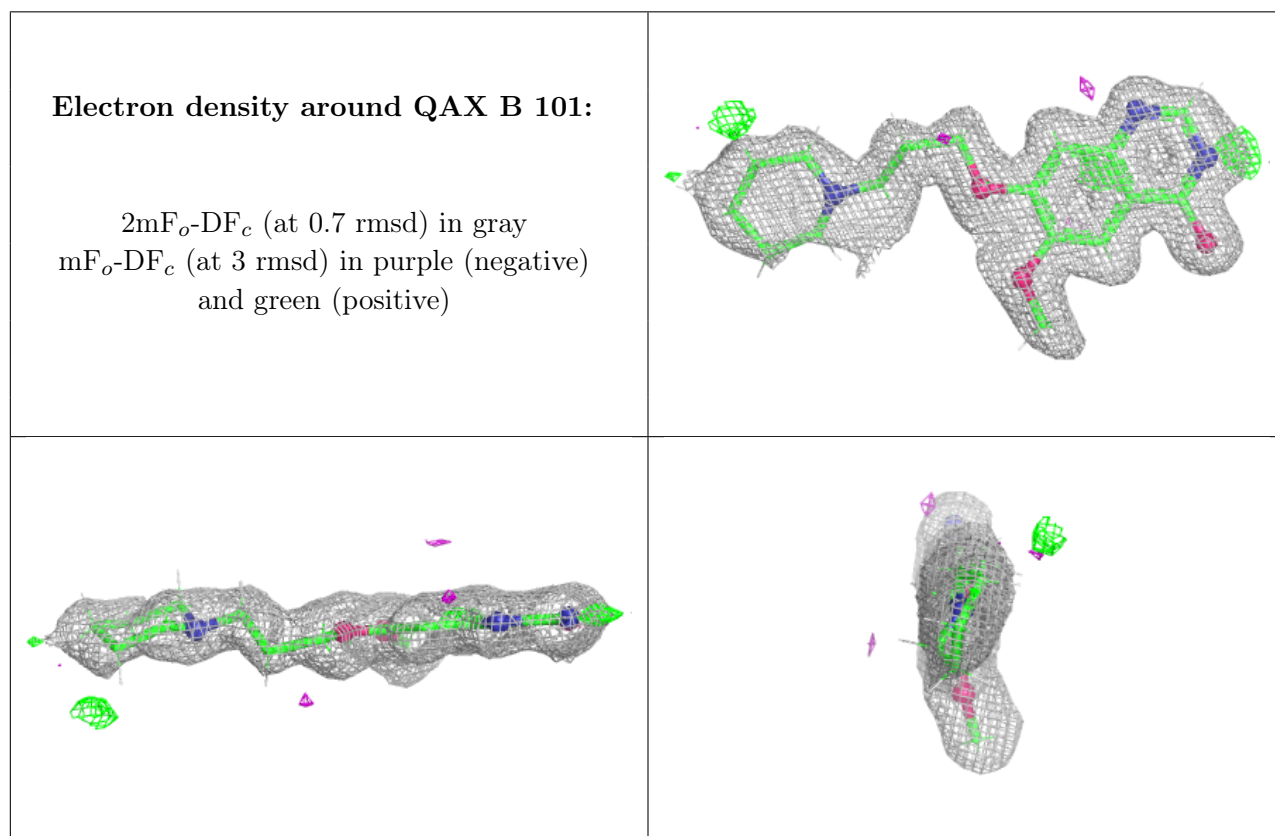 Electron density around QAX B 101:
2mFo-DFc (at 0.7 rmsd) in gray
mFo-DFc (at 3 rmsd) in purple (negative)
and green (positive)